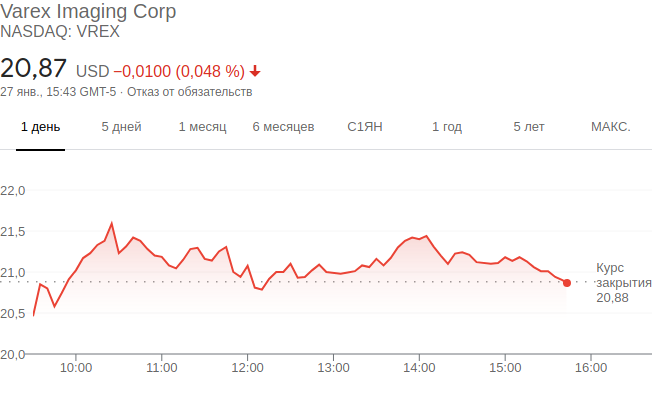 Varex Imaging Corp
NASDAQ: VREX
20,87 USD −0,0100 (0,048 %)
27 янв., 15:43 GMT-5 · Отказ от обязательств
1 день 5 дней 1 месяц 6 месяцев С1ЯН 1 год 5 лет МАКС.
22,0
21,5
21,0
20,5
20,0
Курс
закрытия
20,88
10:00 11:00 12:00 13:00 14:00 15:00 16:00